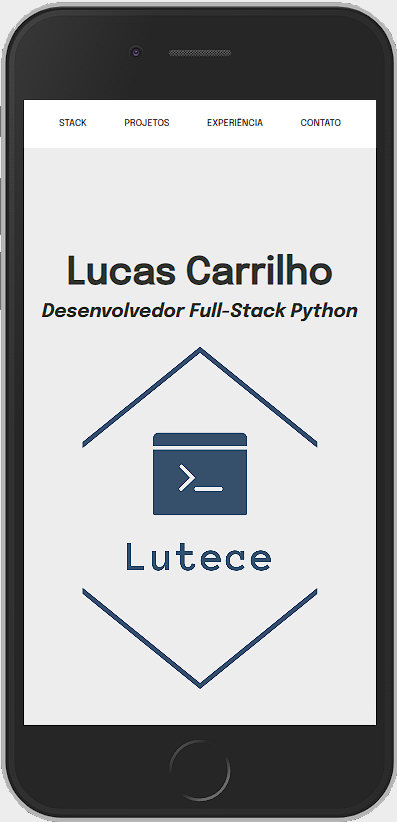 STACK PROJETOS EXPERIÊNCIA CONTATO
Lucas Carrilho
Desenvolvedor Full-Stack Python
>_
Lutece